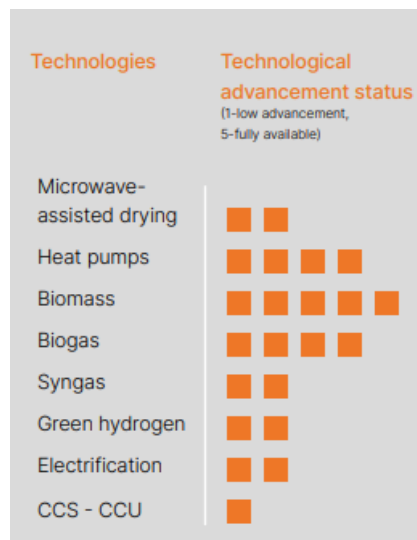 Technologies
Technological
advancement status
(1-low advancement,
5-fully available)
Microwave-
assisted drying
Heat pumps
Biomass
Biogas
Syngas
Green hydrogen
Electrification
CCS - CCU